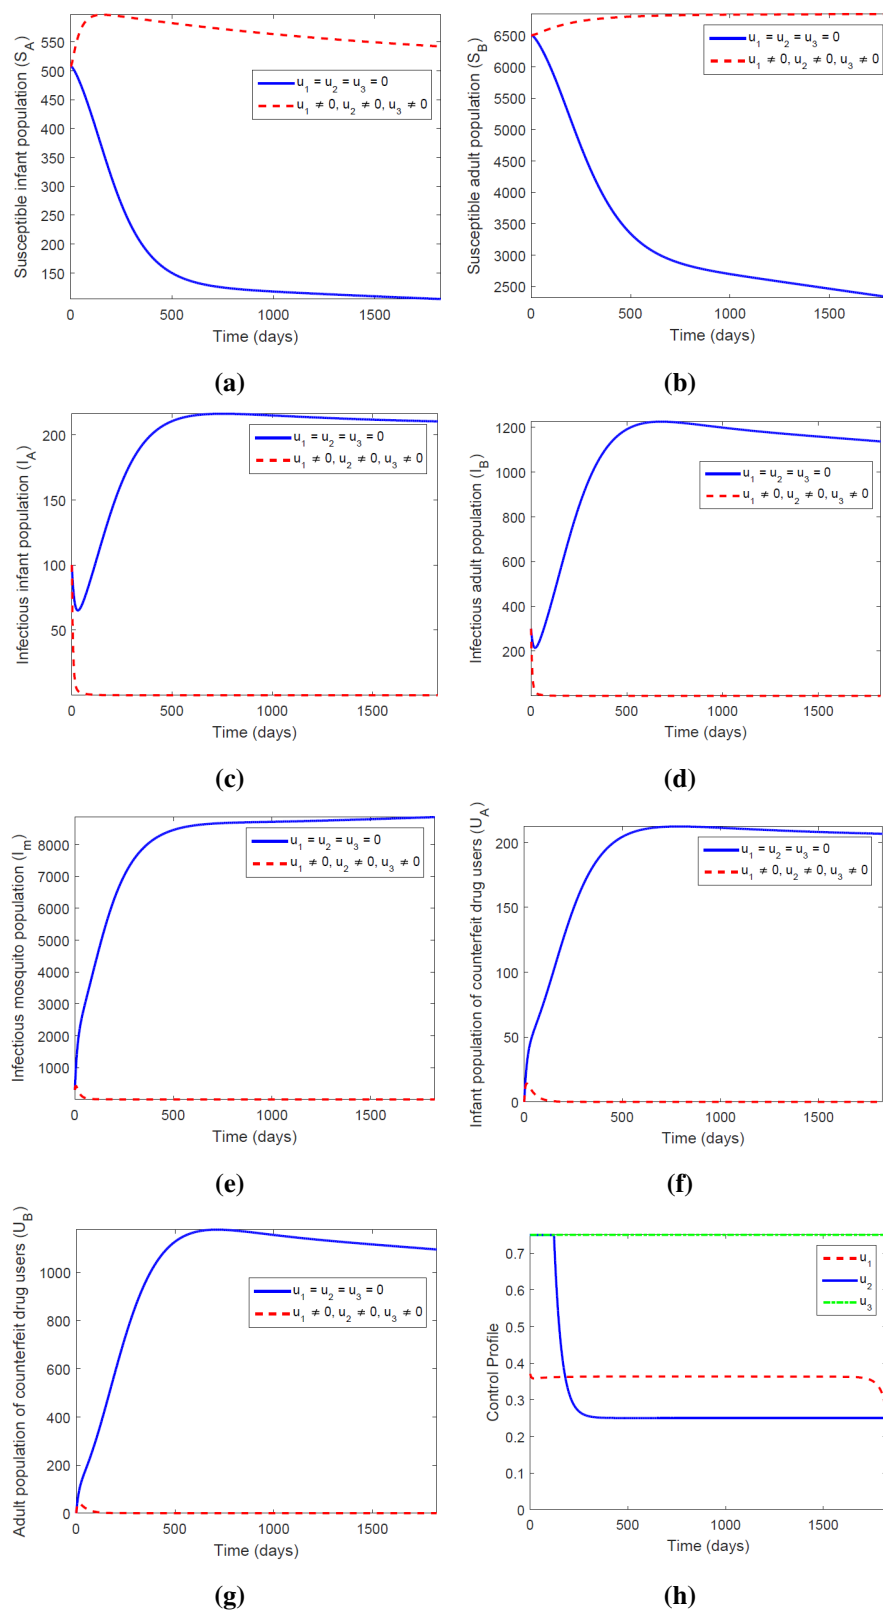 Susceptible infant population (S_A)
550
500
450
400
350
300
250
200
150
0
500
1000
1500
Time (days)
u_1 = u_2 = u_3 = 0
u_1 ≠ 0, u_2 ≠ 0, u_3 ≠ 0
(a)
Susceptible adult population (S_B)
6500
6000
5500
5000
4500
4000
3500
3000
2500
0
500
1000
1500
Time (days)
u_1 = u_2 = u_3 = 0
u_1 ≠ 0, u_2 ≠ 0, u_3 ≠ 0
(b)
Infectious infant population (I_A)
200
150
100
50
0
500
1000
1500
Time (days)
u_1 = u_2 = u_3 = 0
u_1 ≠ 0, u_2 ≠ 0, u_3 ≠ 0
(c)
Infectious adult population (I_B)
1200
1000
800
600
400
200
0
500
1000
1500
Time (days)
u_1 = u_2 = u_3 = 0
u_1 ≠ 0, u_2 ≠ 0, u_3 ≠ 0
(d)
Infectious mosquito population (I_m)
8000
7000
6000
5000
4000
3000
2000
1000
0
500
1000
1500
Time (days)
u_1 = u_2 = u_3 = 0
u_1 ≠ 0, u_2 ≠ 0, u_3 ≠ 0
(e)
Infant population of counterfeit drug users (U_A)
200
150
100
50
0
0
500
1000
1500
Time (days)
u_1 = u_2 = u_3 = 0
u_1 ≠ 0, u_2 ≠ 0, u_3 ≠ 0
(f)
Adult population of counterfeit drug users (U_B)
1000
800
600
400
200
0
0
500
1000
1500
Time (days)
u_1 = u_2 = u_3 = 0
u_1 ≠ 0, u_2 ≠ 0, u_3 ≠ 0
(g)
Control Profile
0.7
0.6
0.5
0.4
0.3
0.2
0.1
0
0
500
1000
1500
Time (days)
u_1
u_2
u_3
(h)